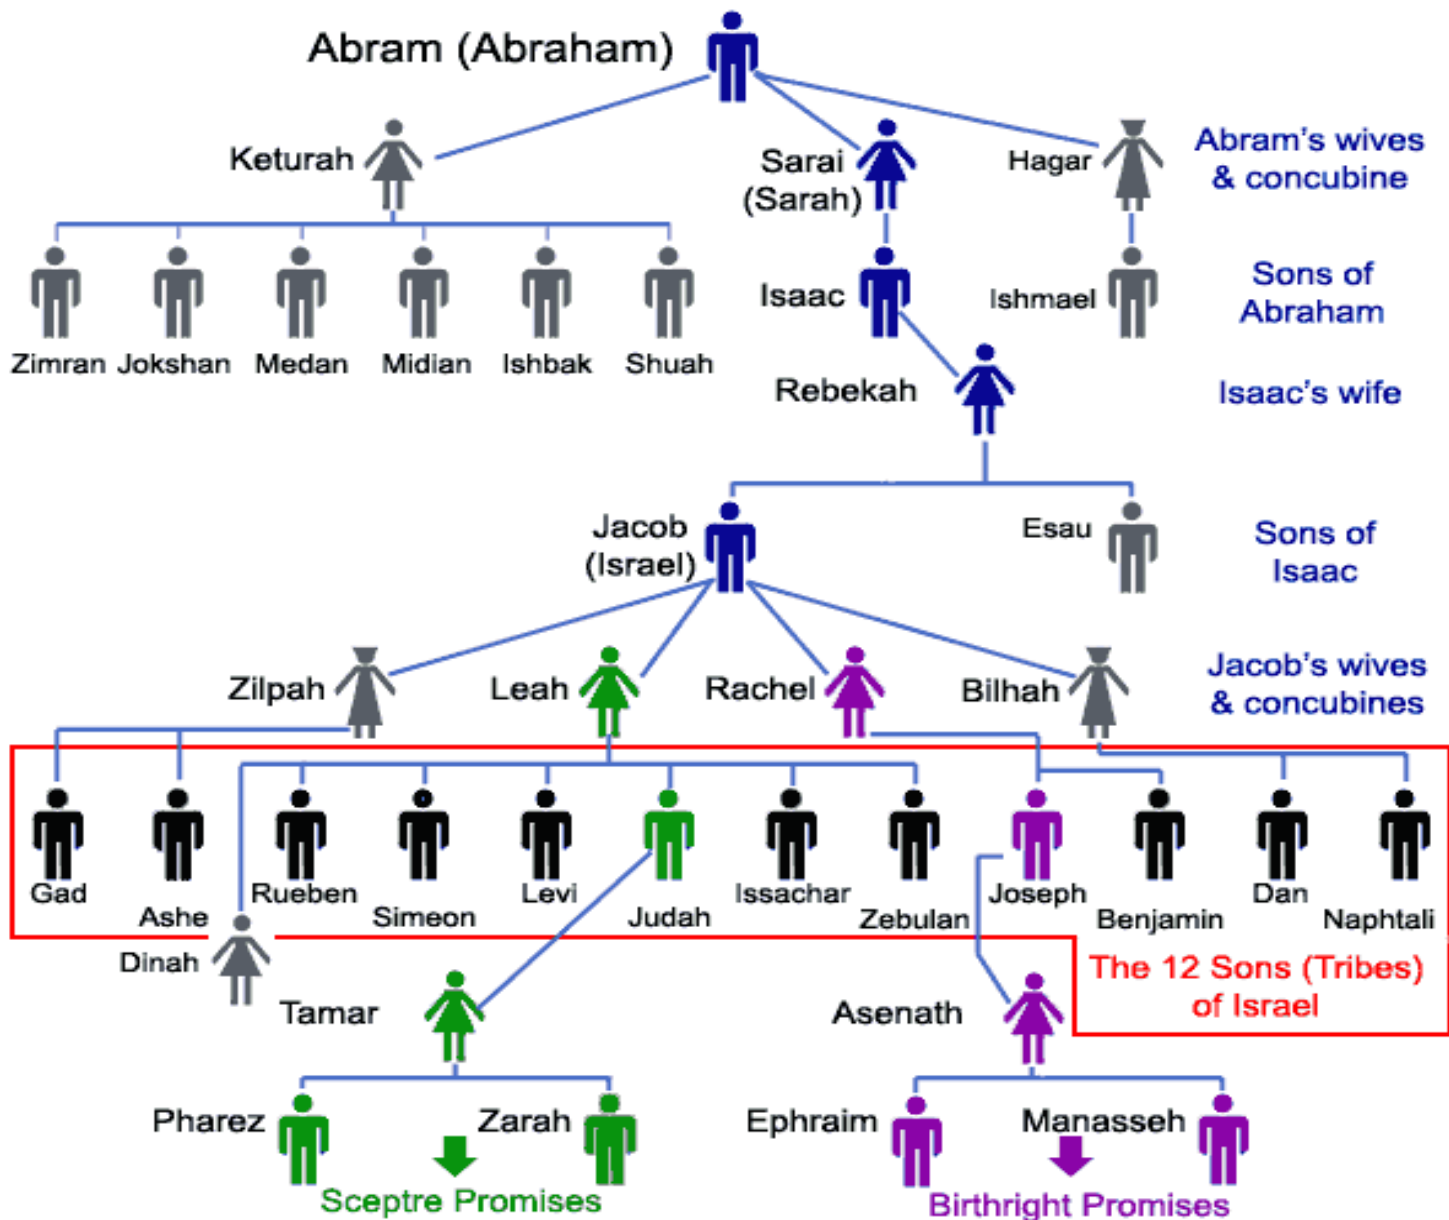 Abram (Abraham)
Keturah
Sarai
(Sarah)
Hagar
Abram's wives
& concubine
Zimran
Jokshan
Medan
Midian
Ishbak
Shuah
Isaac
Ishmael
Sons of
Abraham
Rebekah
Isaac's wife
Jacob
(Israel)
Esau
Sons of
Isaac
Zilpah
Leah
Rachel
Bilhah
Jacob's wives
& concubines
Gad
Ashe
Rueben
Simeon
Levi
Judah
Issachar
Zebulan
Joseph
Benjamin
Dan
Naphtali
Dinah
The 12 Sons (Tribes)
of Israel
Tamar
Asenath
Pharez
Zarah
Ephraim
Manasseh
Sceptre Promises
Birthright Promises